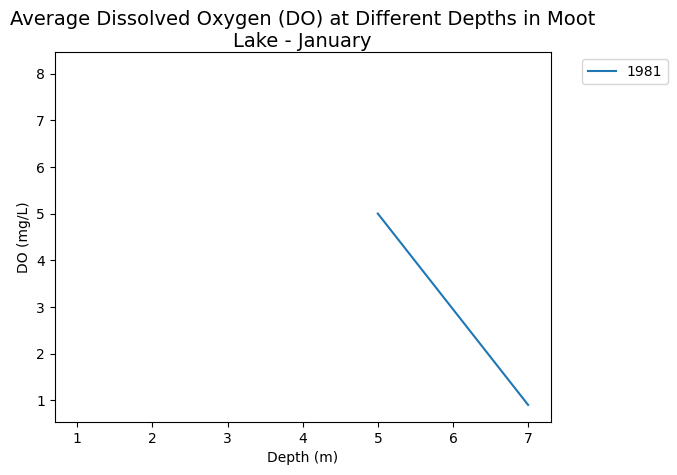 Average Dissolved Oxygen (DO) at Different Depths in Moot
Lake - January
1981
8
7
6
5
4
3
2
1
DO (mg/L)
1 2 3 4 5 6 7
Depth (m)